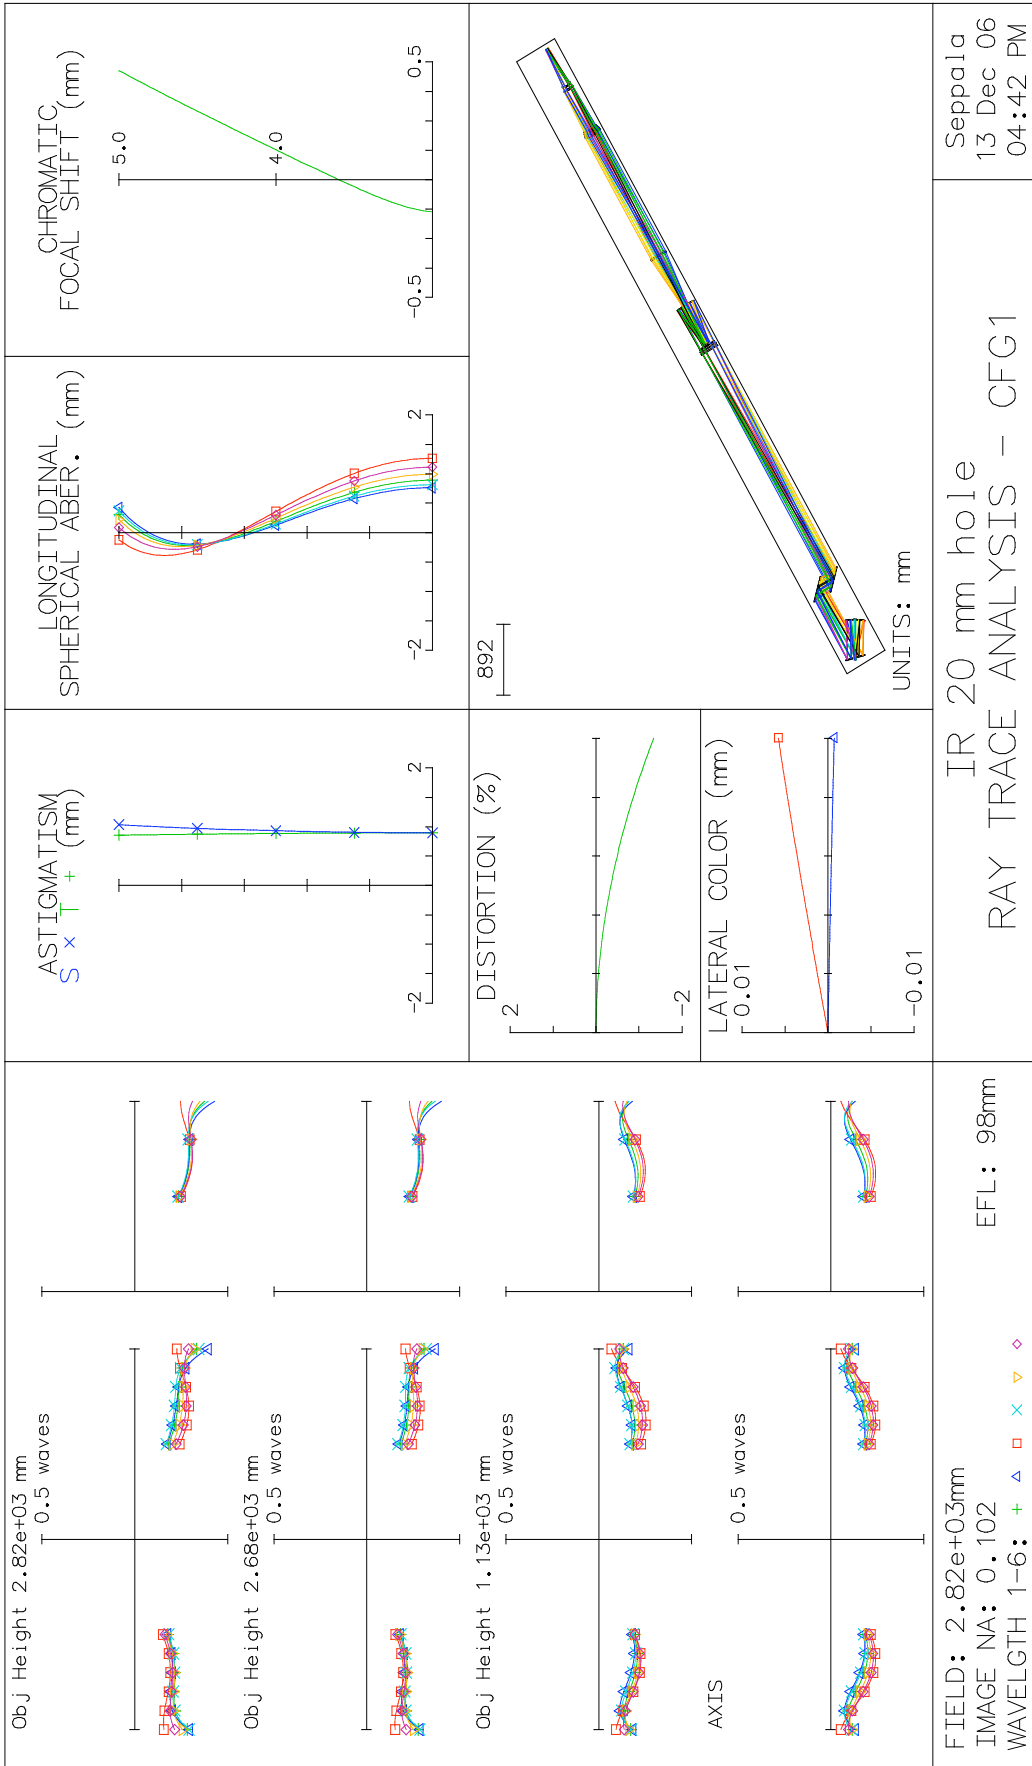 Obj Height 2.82e+03 mm
0.5 waves
Obj Height 2.68e+03 mm
0.5 waves
Obj Height 1.13e+03 mm
0.5 waves
AXIS
0.5 waves
ASTIGMATISM
S × T + (mm)
-2
2
LONGITUDINAL
SPHERICAL ABER. (mm)
-2
2
CHROMATIC
FOCAL SHIFT (mm)
5.0
4.0
-0.5
0.5
DISTORTION (%)
2
-2
LATERAL COLOR (mm)
0.01
-0.01
892
UNITS: mm
FIELD: 2.82e+03mm
IMAGE NA: 0.102
EFL: 98mm
WAVELGTH 1-6: + △ □ × ▽ ◇
IR 20 mm hole
RAY TRACE ANALYSIS - CFG1
Seppala
13 Dec 06
04:42 PM